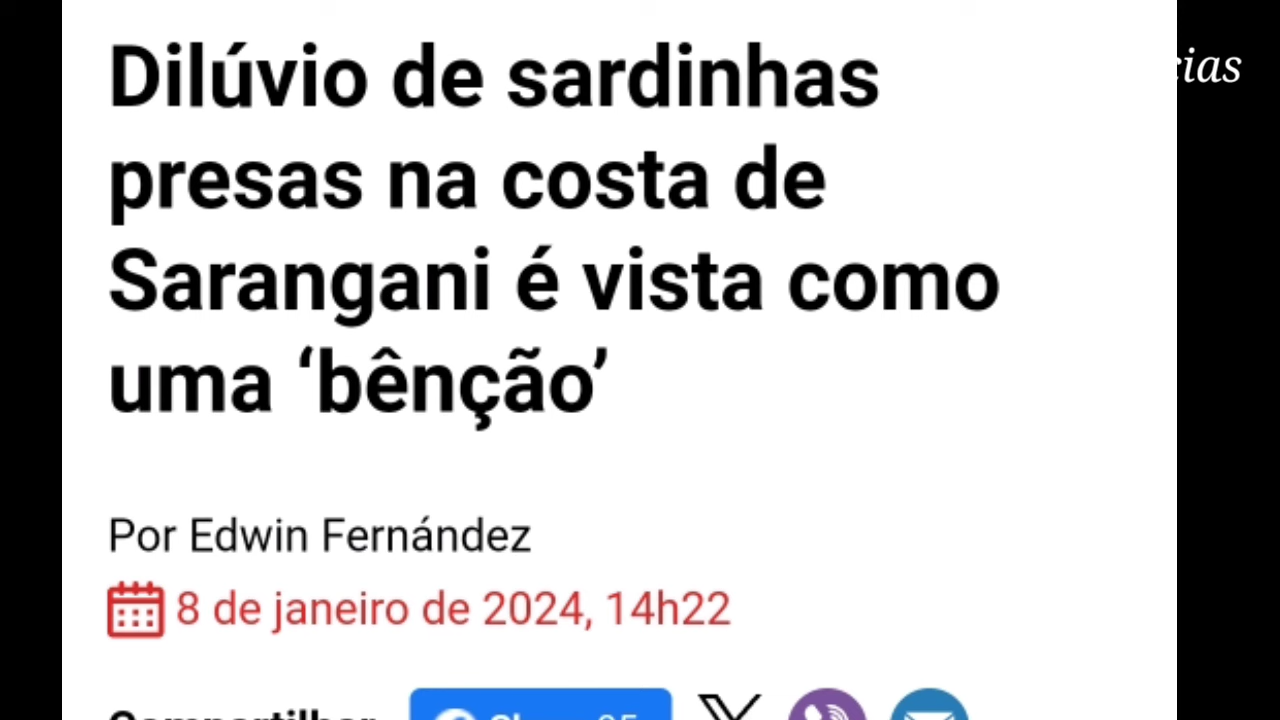 Dilúvio de sardinhas
presas na costa de
Sarangani é vista como
uma ‘bênção’
Por Edwin Fernández
8 de janeiro de 2024, 14h22